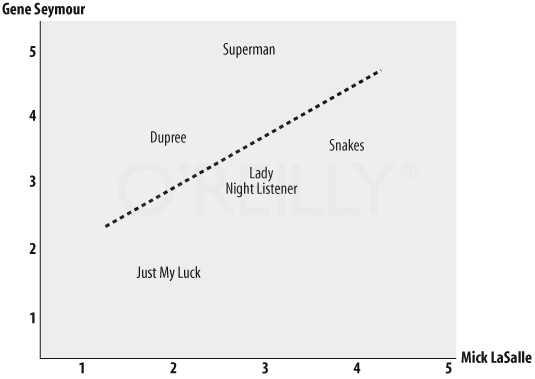 Gene Seymour
5
Superman
4
Dupree
Snakes
Lady
3
Night Listener
O'REILLY®
2
Just My Luck
1
Mick LaSalle
1 2 3 4 5